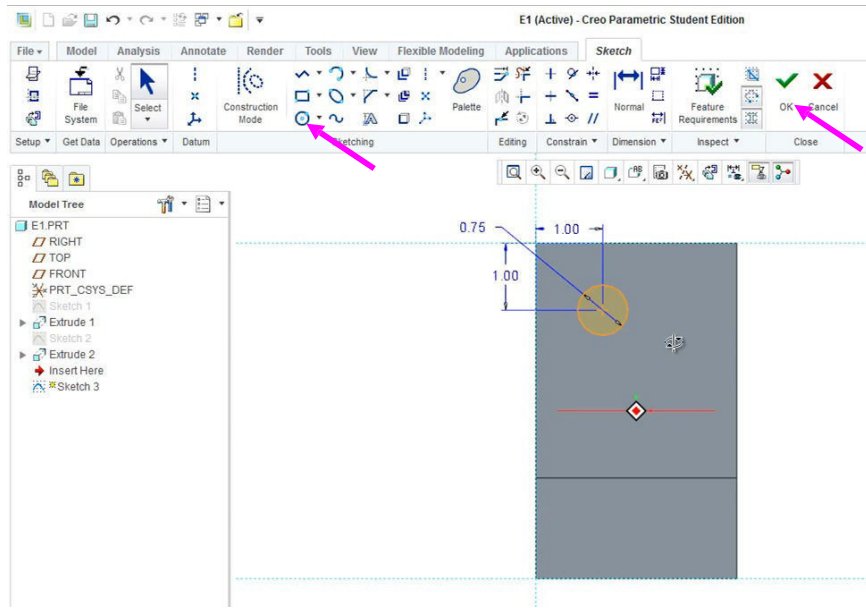 E1 (Active) - Creo Parametric Student Edition
File Model Analysis Annotate Render Tools View Flexible Modeling Applications Sketch
File System
Select
Construction Mode
Palette
Normal
Feature Requirements
OK
Cancel
Setup Get Data Operations Datum Sketching Editing Constrain Dimension Inspect Close
Model Tree
E1.PRT
RIGHT
TOP
FRONT
PRT_CSYS_DEF
Sketch 1
Extrude 1
Sketch 2
Extrude 2
Insert Here
Sketch 3
0.75
1.00
1.00